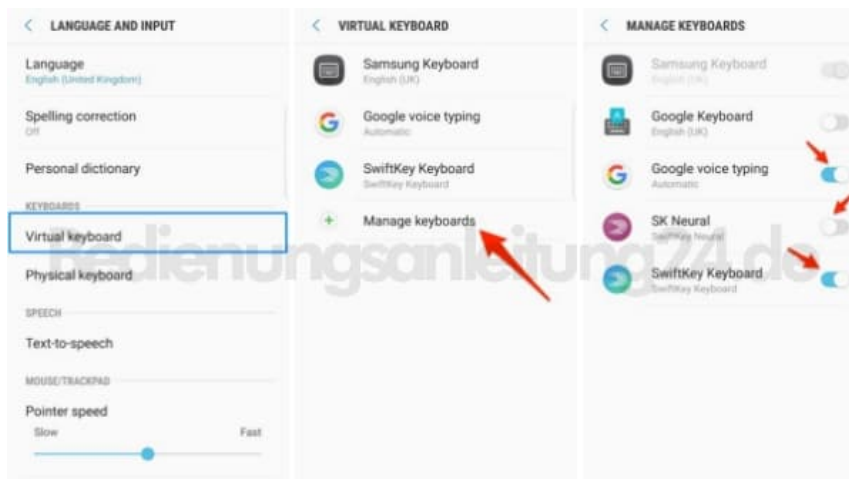 LANGUAGE AND INPUT
Language
English (United Kingdom)
Spelling correction
Off
Personal dictionary
KEYBOARDS
Virtual keyboard
Physical keyboard
SPEECH
Text-to-speech
MOUSE/TRACKPAD
Pointer speed
Slow Fast
VIRTUAL KEYBOARD
Samsung Keyboard
English (UK)
Google voice typing
Automatic
SwiftKey Keyboard
SwiftKey Keyboard
Manage keyboards
MANAGE KEYBOARDS
Samsung Keyboard
English (UK)
Google Keyboard
English (UK)
Google voice typing
Automatic
SK Neural
SwiftKey Neural
SwiftKey Keyboard
SwiftKey Keyboard
Bedienungsanleitung24.de